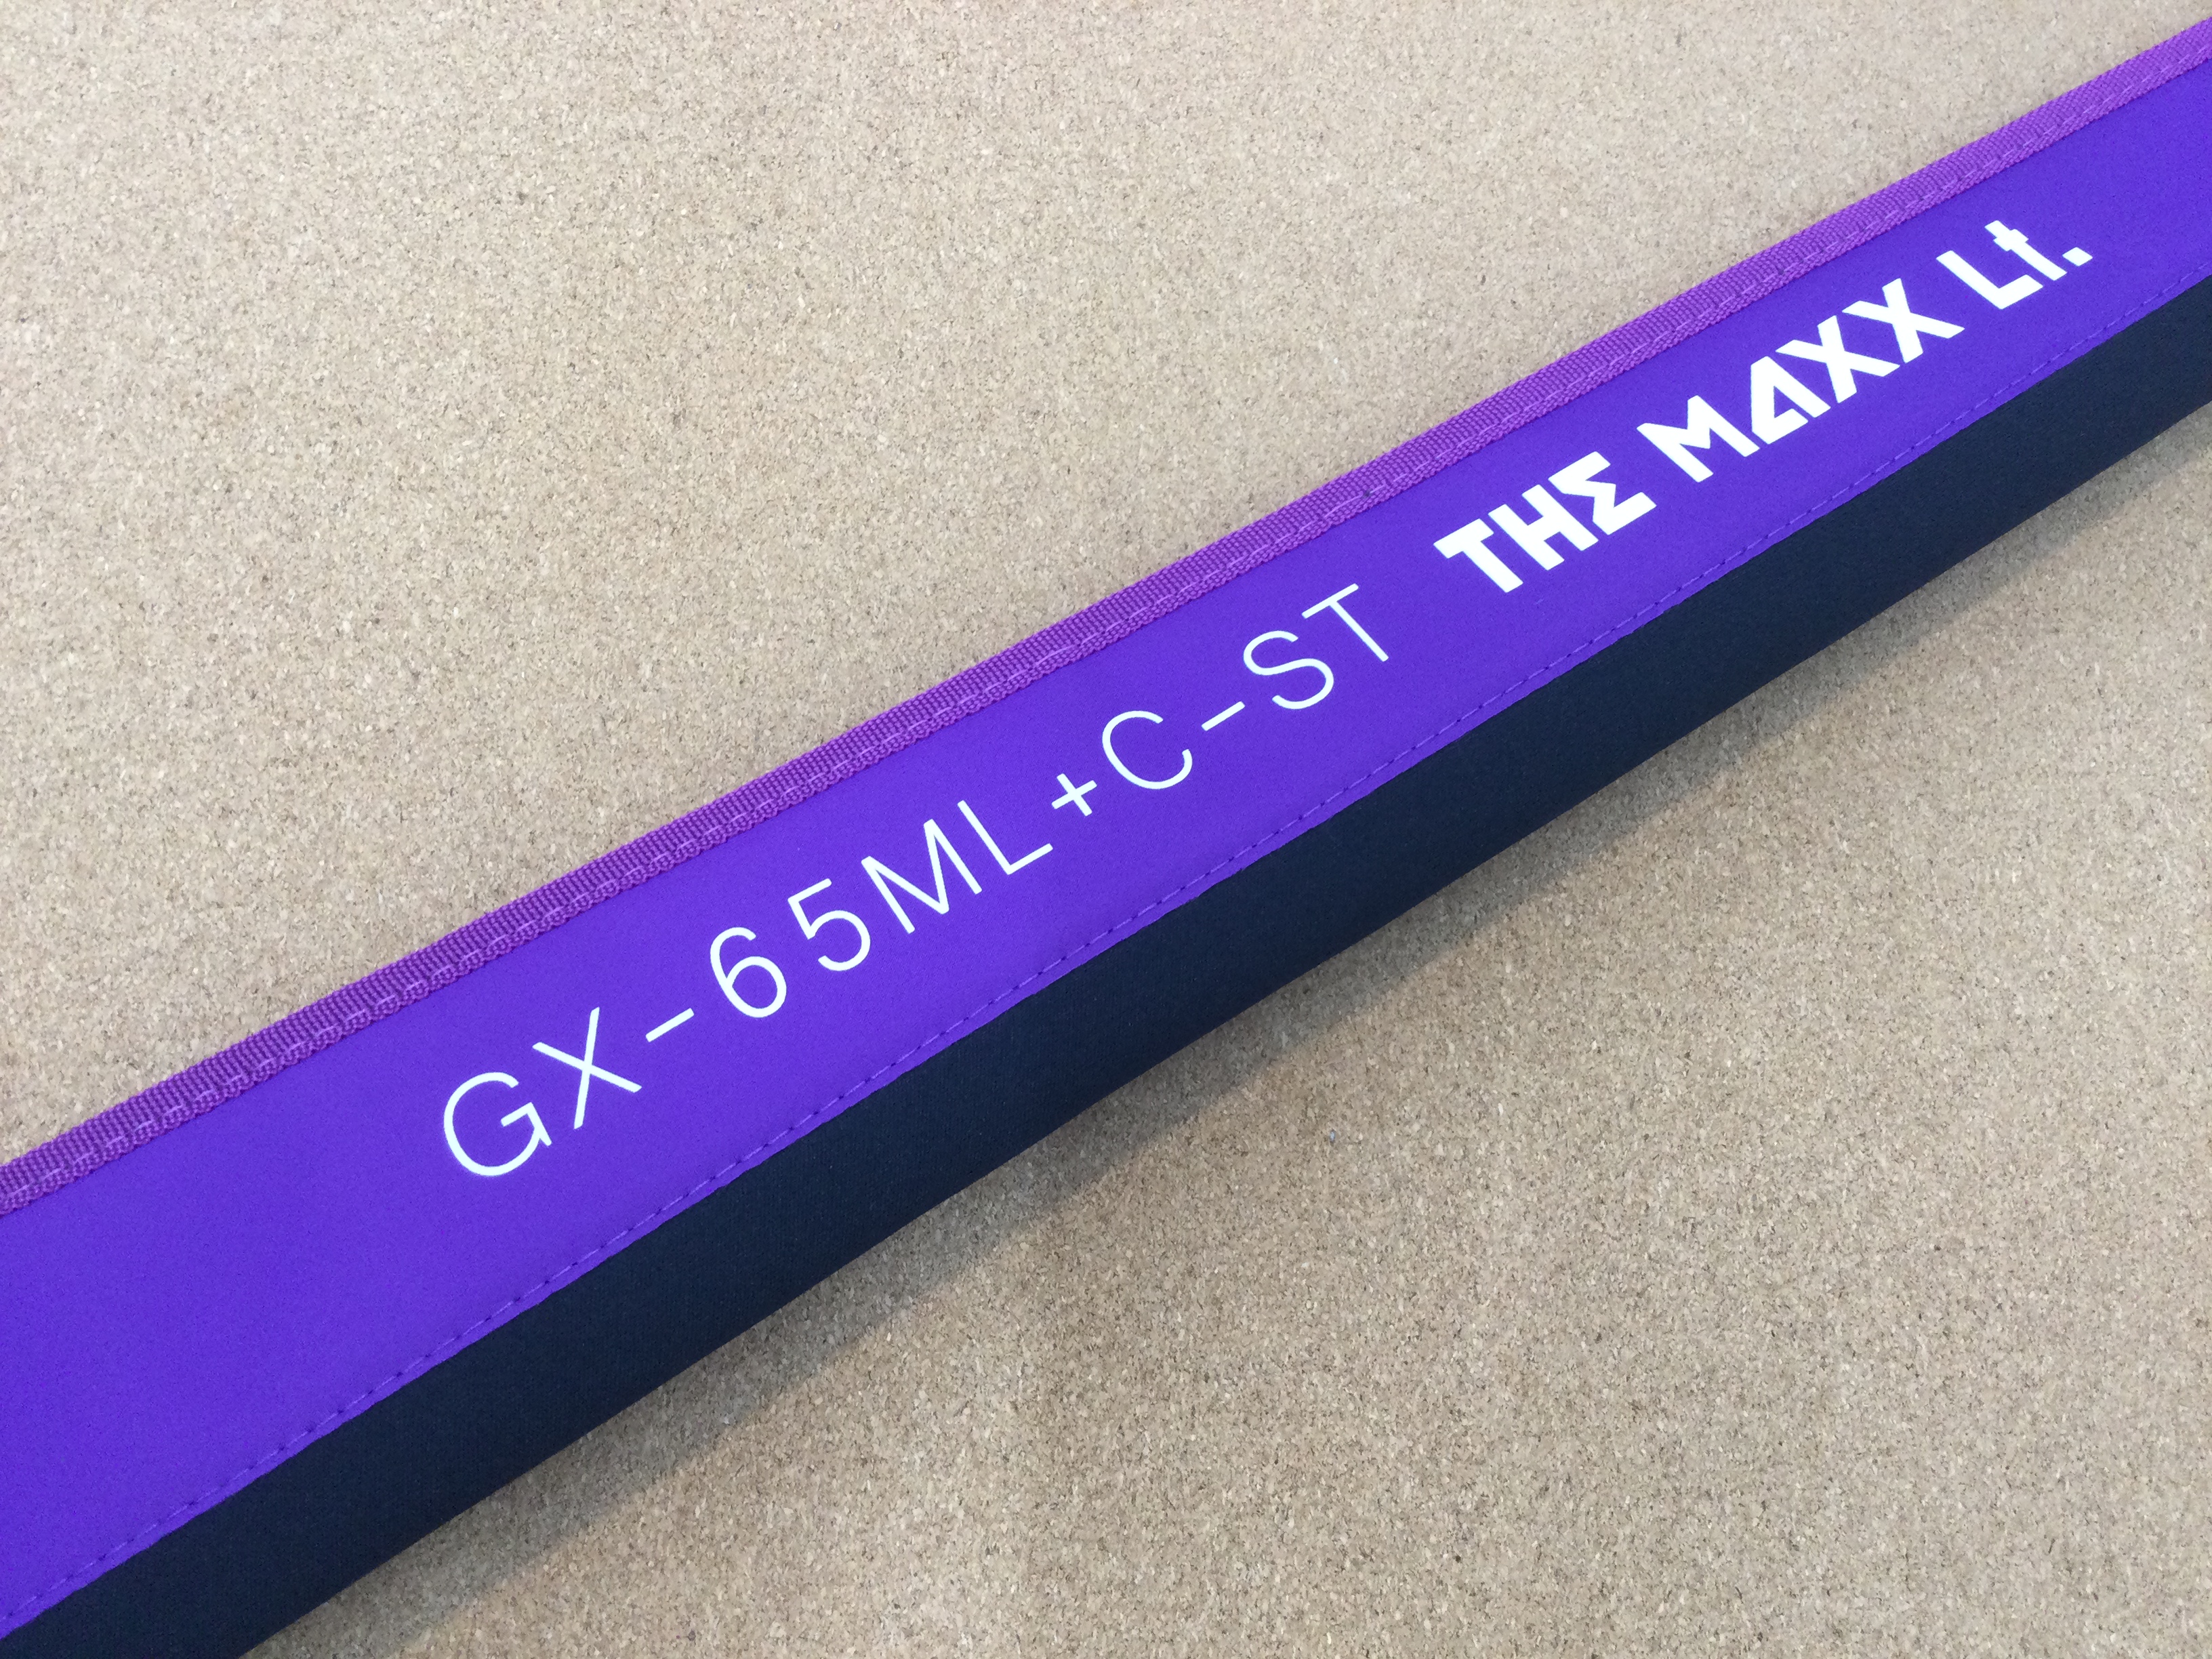 GX-65ML+C-ST THE MAXX Lt.